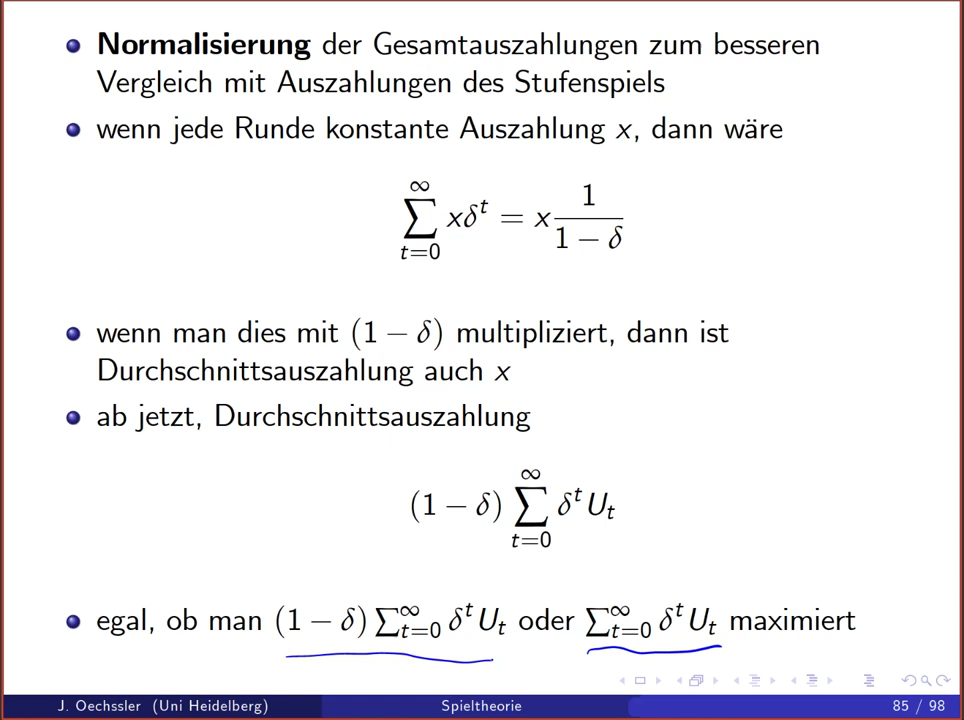 Normalisierung der Gesamtauszahlungen zum besseren
Vergleich mit Auszahlungen des Stufenspiels
wenn jede Runde konstante Auszahlung x, dann wäre
∑_{t=0}^{∞} xδ^t = x \frac{1}{1 − δ}
wenn man dies mit (1 − δ) multipliziert, dann ist
Durchschnittsauszahlung auch x
ab jetzt, Durchschnittsauszahlung
(1 − δ) ∑_{t=0}^{∞} δ^t U_t
egal, ob man (1 − δ) ∑_{t=0}^{∞} δ^t U_t oder ∑_{t=0}^{∞} δ^t U_t maximiert
J. Oechssler (Uni Heidelberg) Spieltheorie 85 / 98